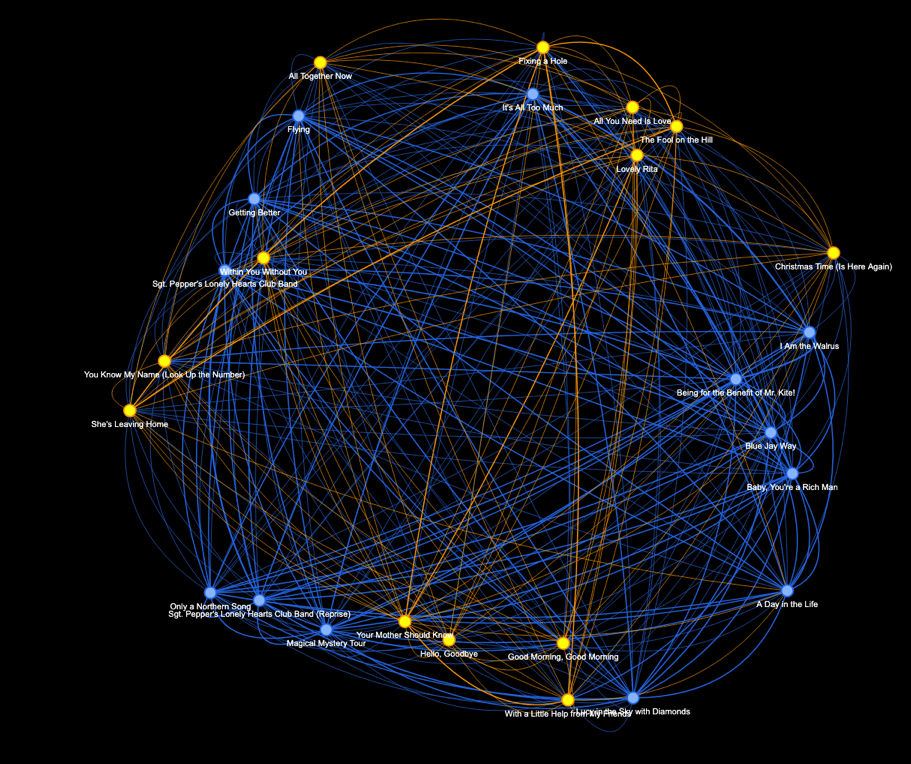 All Together Now
Fixing a Hole
It's All Too Much
All You Need Is Love
Flying
The Fool on the Hill
Lovely Rita
Getting Better
Within You Without You
Christmas Time (Is Here Again)
Sgt. Pepper's Lonely Hearts Club Band
I Am the Walrus
You Know My Name (Look Up the Number)
Being for the Benefit of Mr. Kite!
She's Leaving Home
Blue Jay Way
Baby, You're a Rich Man
A Day in the Life
Only a Northern Song
Sgt. Pepper's Lonely Hearts Club Band (Reprise)
Your Mother Should Know
Magical Mystery Tour
Hello, Goodbye
Good Morning, Good Morning
With a Little Help from My Friends
Lucy in the Sky with Diamonds